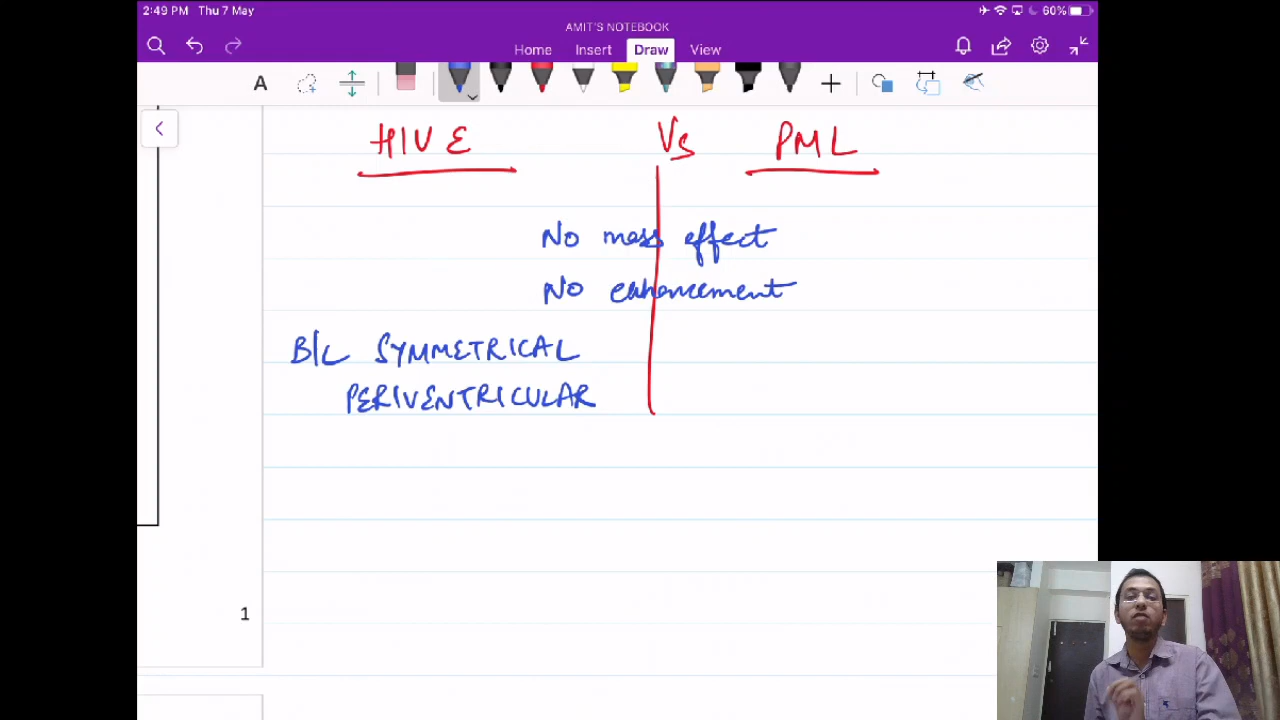 2:49 PM Thu 7 May
60%
AMIT'S NOTEBOOK
Home Insert Draw View
A
HIVE Vs PML
No mass effect
No enhancement
B/L SYMMETRICAL
PERIVENTRICULAR
1